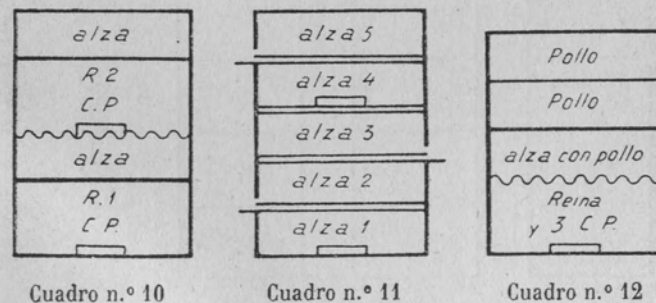 alza
R 2
C.P
alza
R.1
C P.
Cuadro n.º 10
alza 5
alza 4
alza 3
alza 2
alza 1
Cuadro n.º 11
Pollo
Pollo
alza con pollo
Reina
y 3 C P.
Cuadro n.º 12